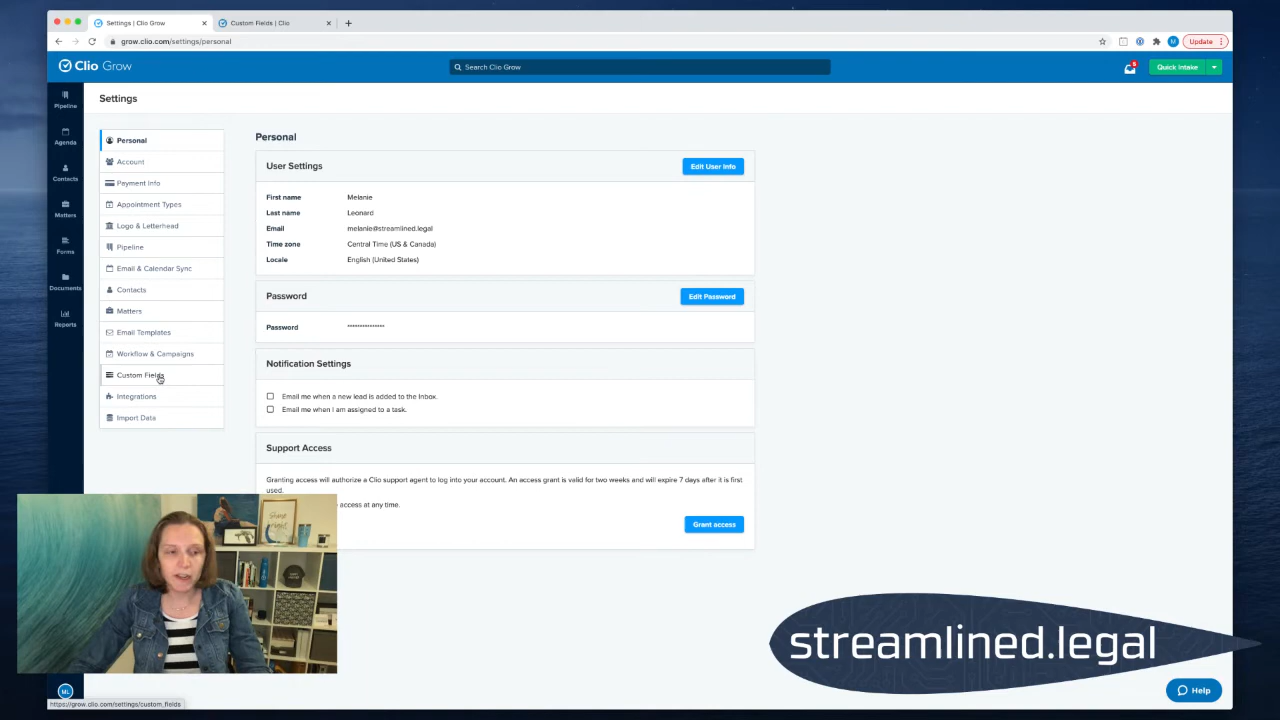 Settings | Clio Grow
Custom Fields | Clio
grow.clio.com/settings/personal
Update
Clio Grow
Search Clio Grow
6
Quick Intake
Pipeline
Agenda
Contacts
Matters
Forms
Documents
Reports
ML
Settings
Personal
Account
Payment Info
Appointment Types
Logo & Letterhead
Pipeline
Email & Calendar Sync
Contacts
Matters
Email Templates
Workflow & Campaigns
Custom Fields
Integrations
Import Data
Personal
User Settings
Edit User Info
First name Melanie
Last name Leonard
Email melanie@streamlined.legal
Time zone Central Time (US & Canada)
Locale English (United States)
Password
Edit Password
Password ***************
Notification Settings
Email me when a new lead is added to the Inbox.
Email me when I am assigned to a task.
Support Access
Granting access will authorize a Clio support agent to log into your account. An access grant is valid for two weeks and will expire 7 days after it is first
used.
access at any time.
Grant access
streamlined.legal
Help
https://grow.clio.com/settings/custom_fields